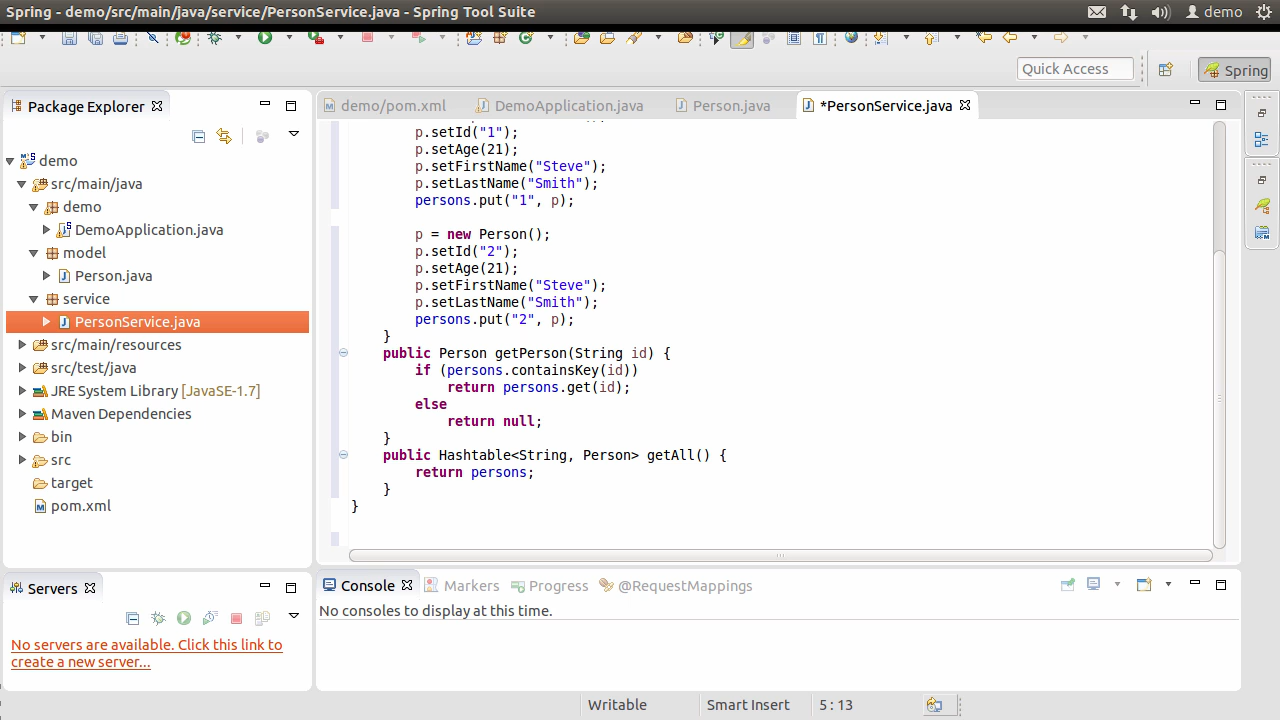 Spring - demo/src/main/java/service/PersonService.java - Spring Tool Suite
demo
Quick Access
Spring
Package Explorer
demo
src/main/java
demo
DemoApplication.java
model
Person.java
service
PersonService.java
src/main/resources
src/test/java
JRE System Library [JavaSE-1.7]
Maven Dependencies
bin
src
target
pom.xml
demo/pom.xml
DemoApplication.java
Person.java
*PersonService.java
p.setId("1");
p.setAge(21);
p.setFirstName("Steve");
p.setLastName("Smith");
persons.put("1", p);
p = new Person();
p.setId("2");
p.setAge(21);
p.setFirstName("Steve");
p.setLastName("Smith");
persons.put("2", p);
}
public Person getPerson(String id) {
if (persons.containsKey(id))
return persons.get(id);
else
return null;
}
public Hashtable<String, Person> getAll() {
return persons;
}
}
Servers
No servers are available. Click this link to
create a new server...
Console
Markers
Progress
@RequestMappings
No consoles to display at this time.
Writable
Smart Insert
5 : 13